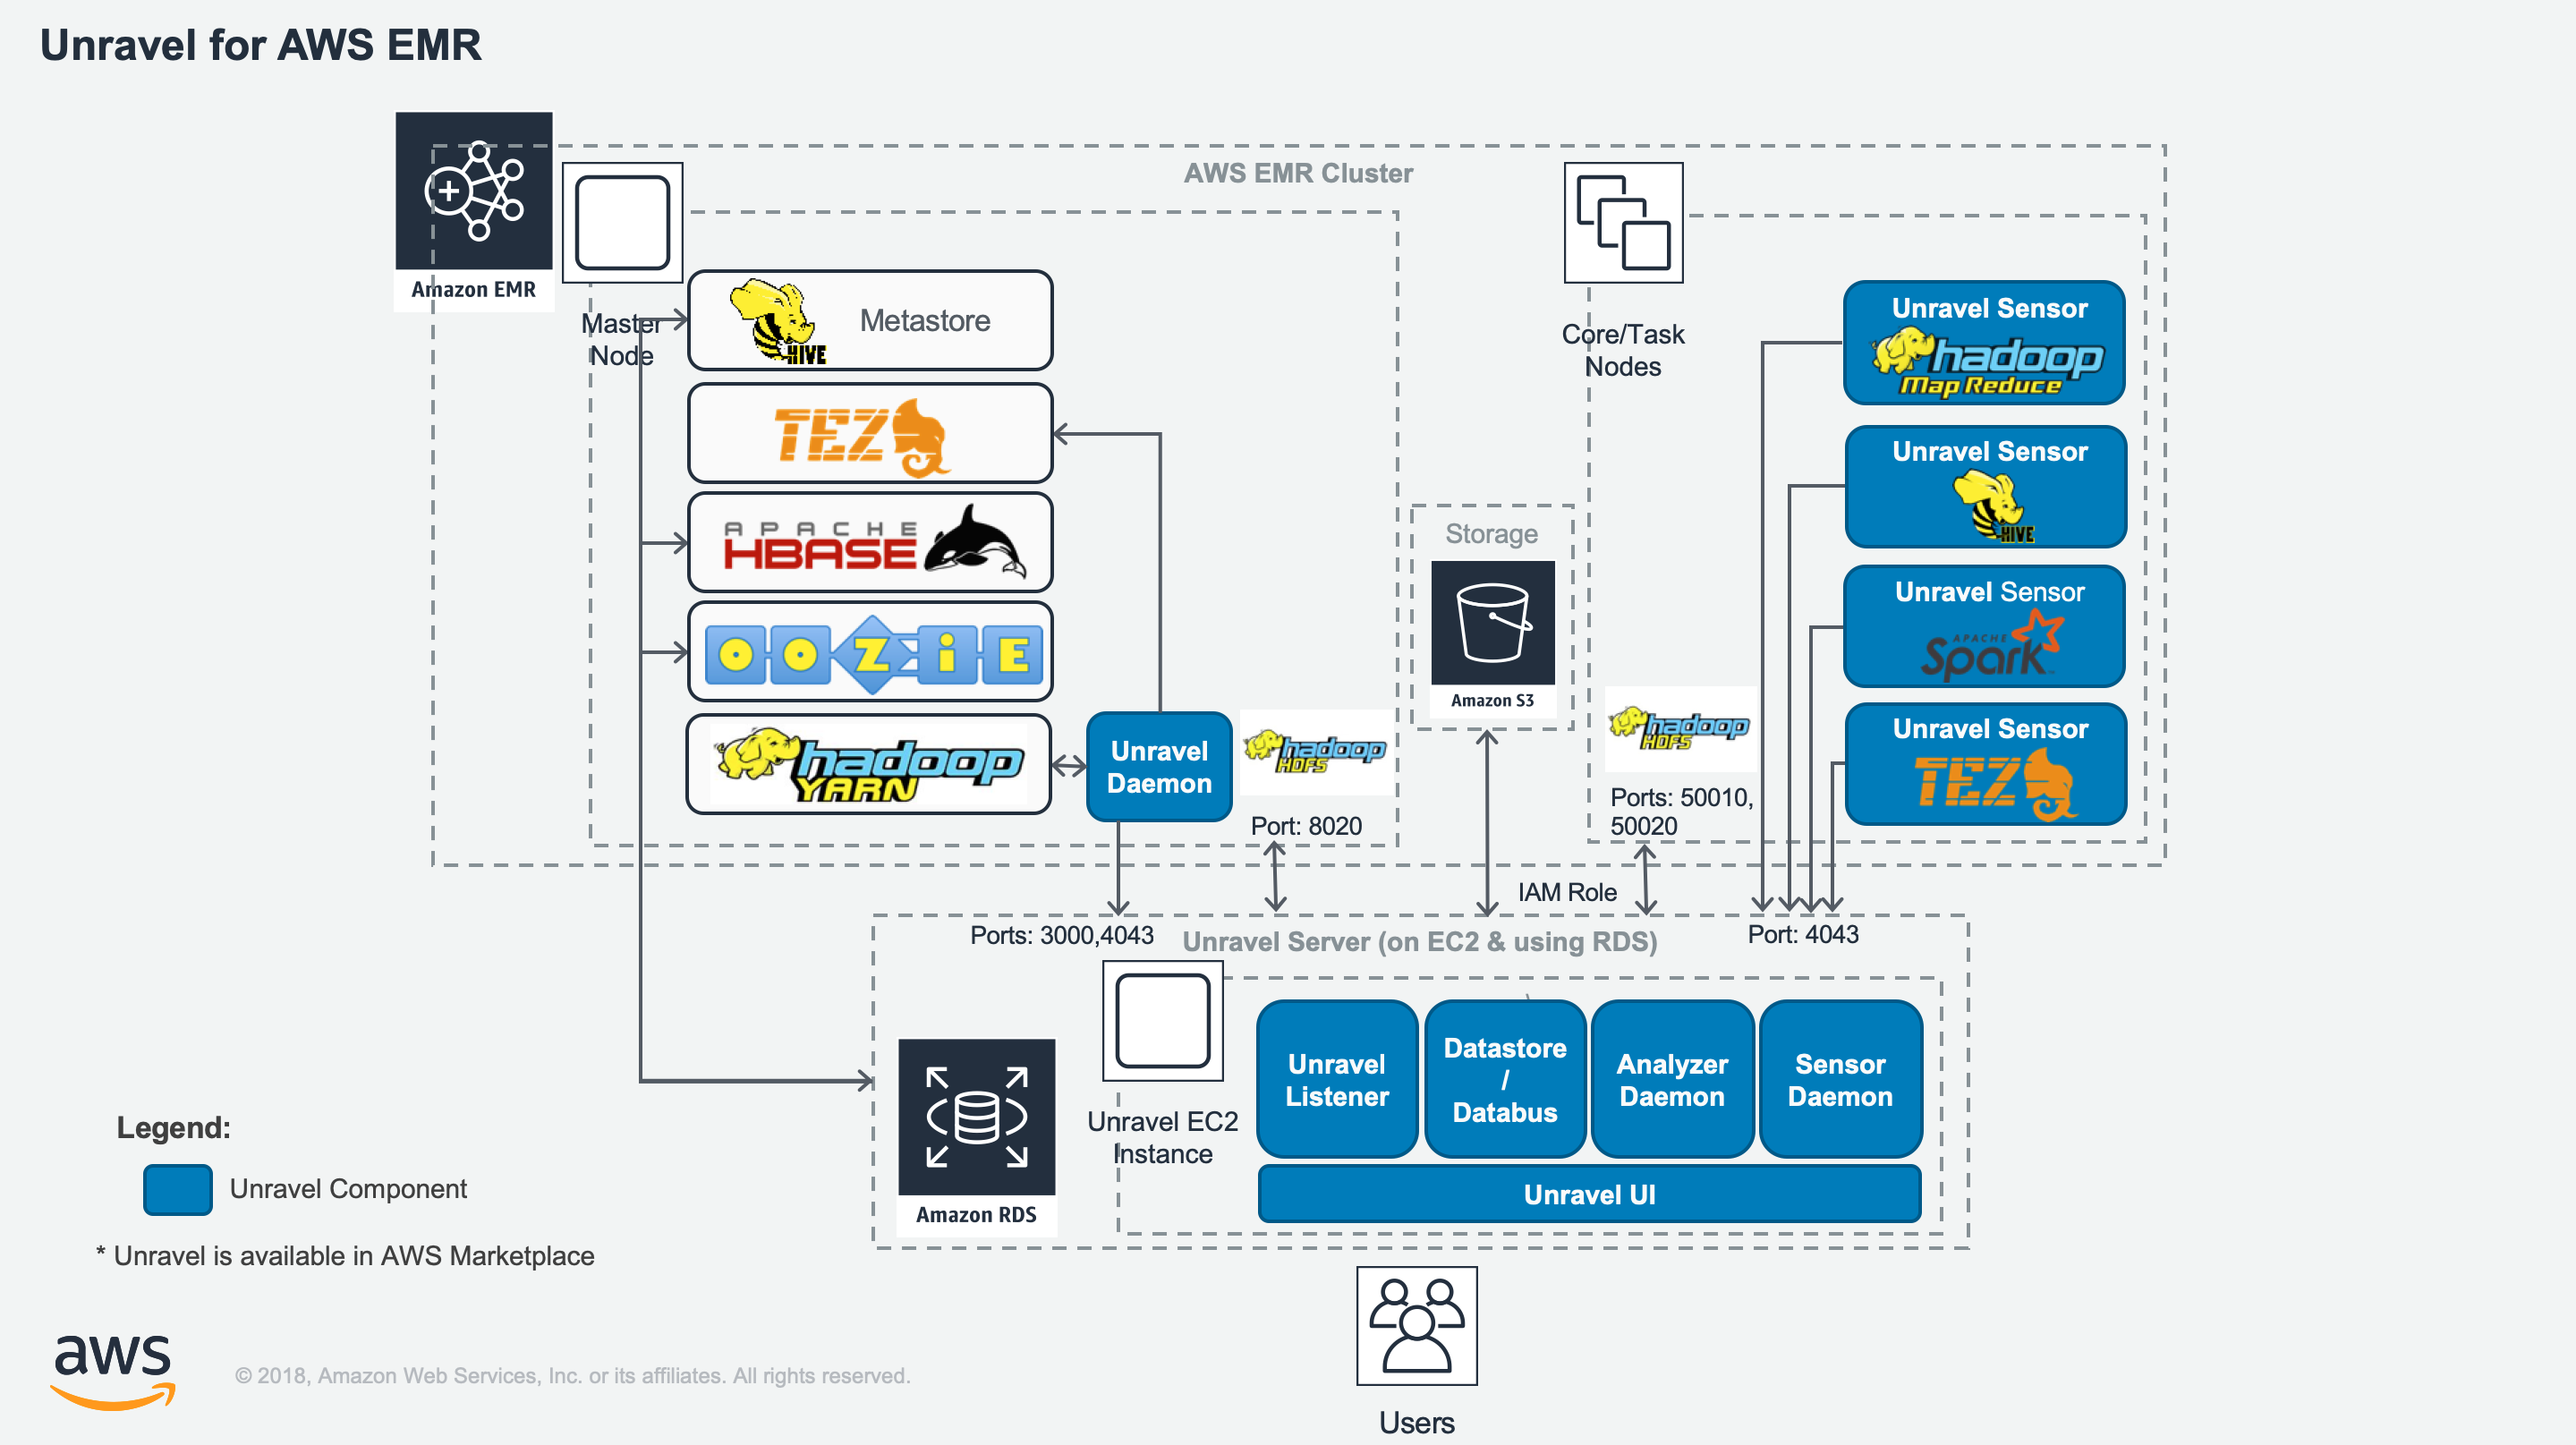 Unravel for AWS EMR
Amazon EMR
AWS EMR Cluster
Master
Node
HIVE
Metastore
TEZ
APACHE
HBASE
OOZiE
hadoop
YARN
Unravel
Daemon
hadoop
HDFS
Port: 8020
Storage
Amazon S3
Core/Task
Nodes
hadoop
HDFS
Ports: 50010,
50020
Unravel Sensor
hadoop
Map Reduce
Unravel Sensor
HIVE
Unravel Sensor
APACHE
Spark
Unravel Sensor
TEZ
IAM Role
Ports: 3000,4043
Unravel Server (on EC2 & using RDS)
Port: 4043
Amazon RDS
Unravel EC2
Instance
Unravel
Listener
Datastore
/
Databus
Analyzer
Daemon
Sensor
Daemon
Unravel UI
Users
Legend:
Unravel Component
* Unravel is available in AWS Marketplace
aws
© 2018, Amazon Web Services, Inc. or its affiliates. All rights reserved.